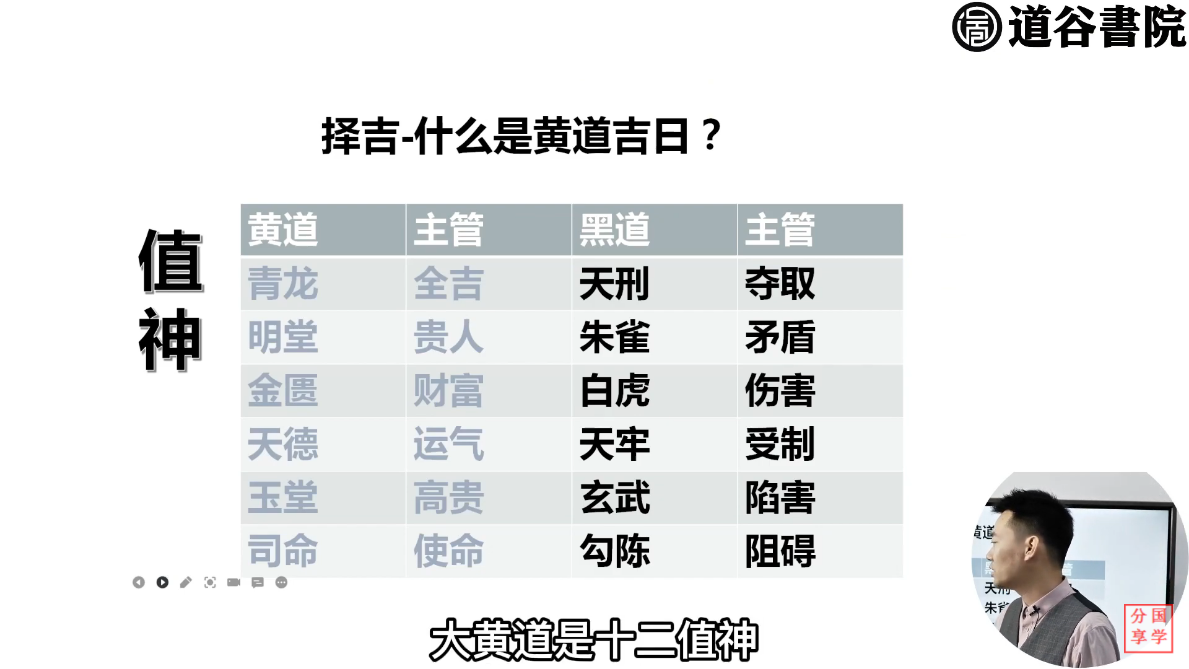 道谷書院
择吉-什么是黄道吉日？
值神
黄道 主管 黑道 主管
青龙 全吉 天刑 夺取
明堂 贵人 朱雀 矛盾
金匮 财富 白虎 伤害
天德 运气 天牢 受制
玉堂 高贵 玄武 陷害
司命 使命 勾陈 阻碍
黄道
天刑
朱雀
分国
享学
大黄道是十二值神